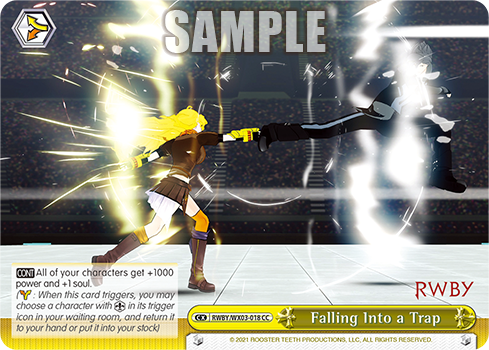 SAMPLE
CONT All of your characters get +1000
power and +1 soul.
( : When this card triggers, you may
choose a character with in its trigger
icon in your waiting room, and return it
to your hand or put it into your stock)
RWBY
CX RWBY/WX03-018 CC Falling Into a Trap
© 2021 ROOSTER TEETH PRODUCTIONS, LLC, ALL RIGHTS RESERVED.